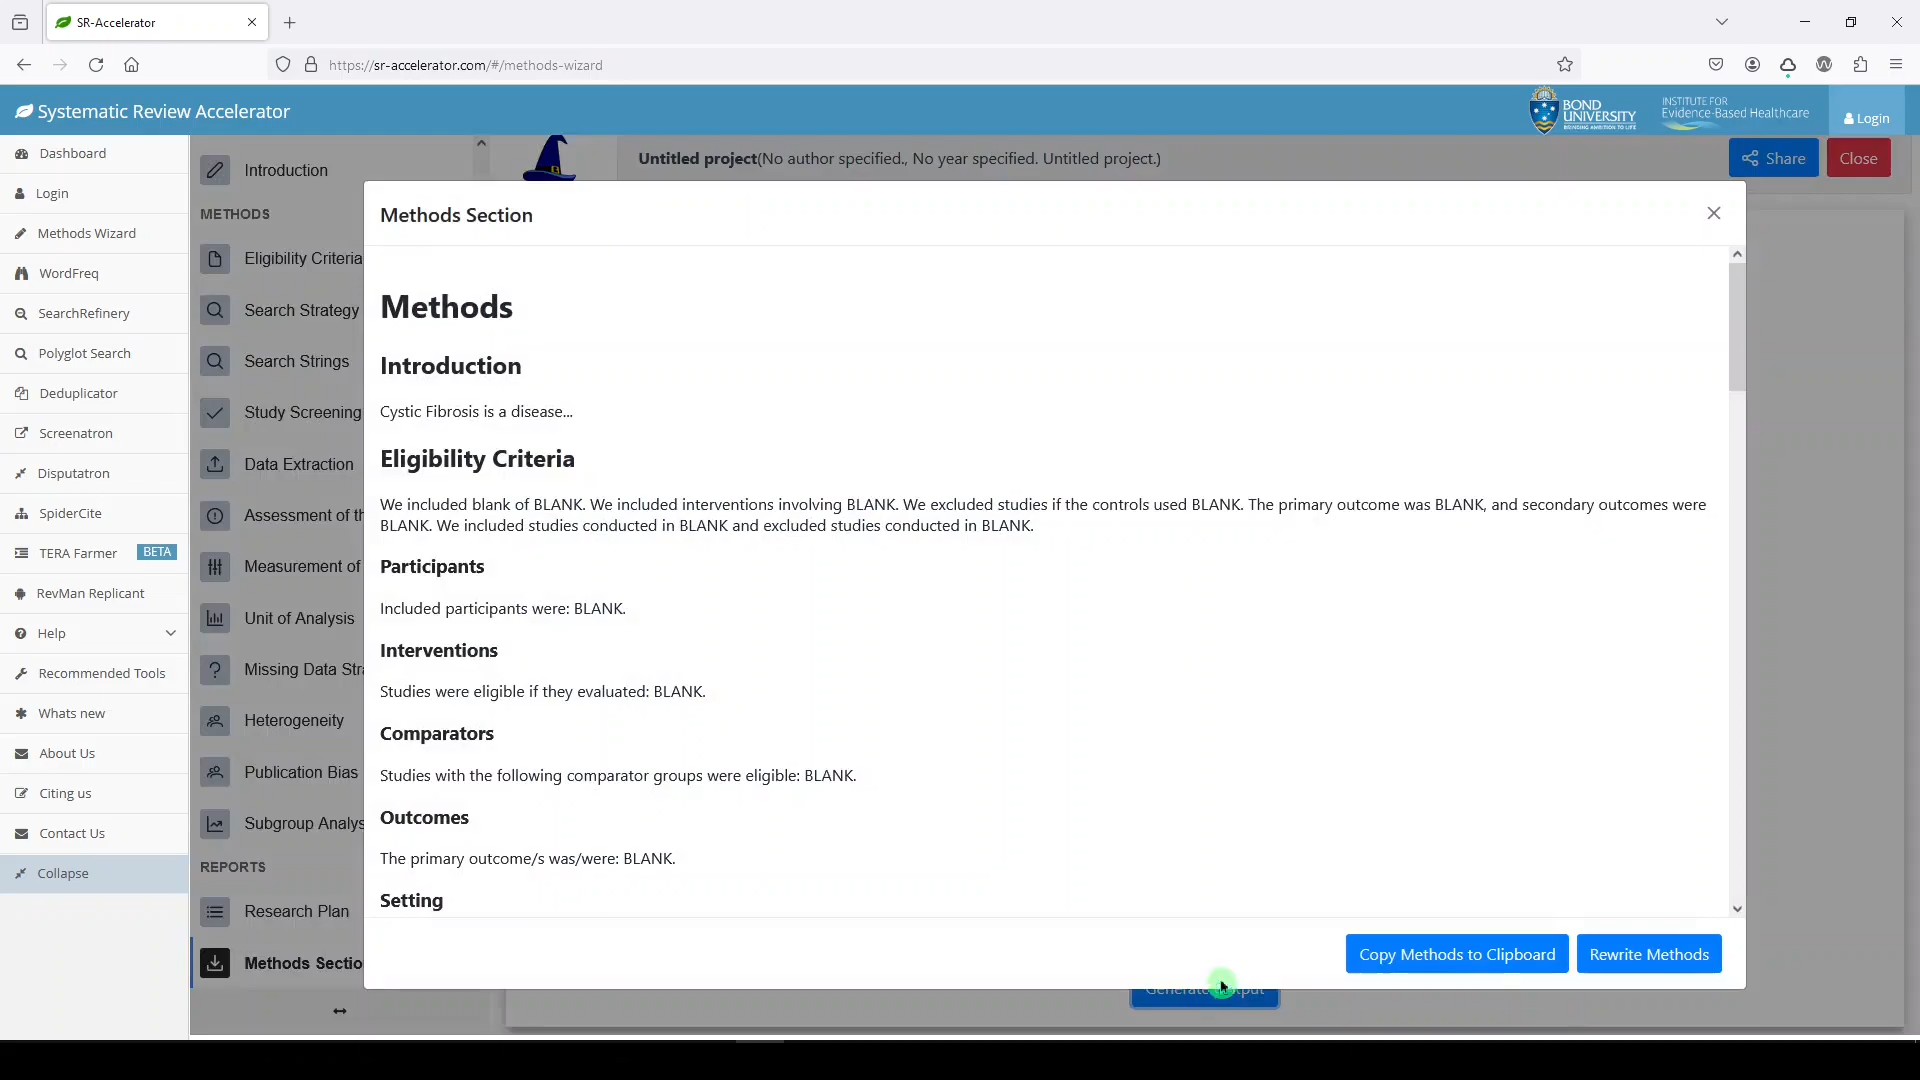 SR-Accelerator
https://sr-accelerator.com/#/methods-wizard
Systematic Review Accelerator
BOND UNIVERSITY
BRINGING AMBITION TO LIFE
INSTITUTE FOR
Evidence-Based Healthcare
Login
Dashboard
Login
Methods Wizard
WordFreq
SearchRefinery
Polyglot Search
Deduplicator
Screenatron
Disputatron
SpiderCite
TERA Farmer BETA
RevMan Replicant
Help
Recommended Tools
Whats new
About Us
Citing us
Contact Us
Collapse
Introduction
METHODS
Eligibility Criteria
Search Strategy
Search Strings
Study Screening
Data Extraction
Assessment of th
Measurement of
Unit of Analysis
Missing Data Stra
Heterogeneity
Publication Bias
Subgroup Analys
REPORTS
Research Plan
Methods Sectio
Untitled project(No author specified., No year specified. Untitled project.)
Share
Close
Methods Section
Methods
Introduction
Cystic Fibrosis is a disease...
Eligibility Criteria
We included blank of BLANK. We included interventions involving BLANK. We excluded studies if the controls used BLANK. The primary outcome was BLANK, and secondary outcomes were
BLANK. We included studies conducted in BLANK and excluded studies conducted in BLANK.
Participants
Included participants were: BLANK.
Interventions
Studies were eligible if they evaluated: BLANK.
Comparators
Studies with the following comparator groups were eligible: BLANK.
Outcomes
The primary outcome/s was/were: BLANK.
Setting
Copy Methods to Clipboard
Rewrite Methods